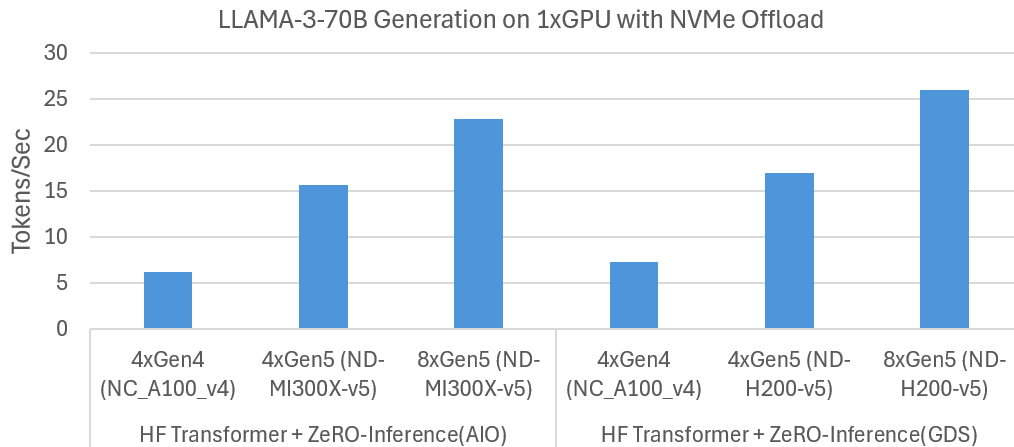 LLAMA-3-70B Generation on 1xGPU with NVMe Offload
Tokens/Sec
30
25
20
15
10
5
0
4xGen4
(NC_A100_v4)
4xGen5 (ND-
MI300X-v5)
8xGen5 (ND-
MI300X-v5)
4xGen4
(NC_A100_v4)
4xGen5 (ND-
H200-v5)
8xGen5 (ND-
H200-v5)
HF Transformer + ZeRO-Inference(AIO)
HF Transformer + ZeRO-Inference(GDS)